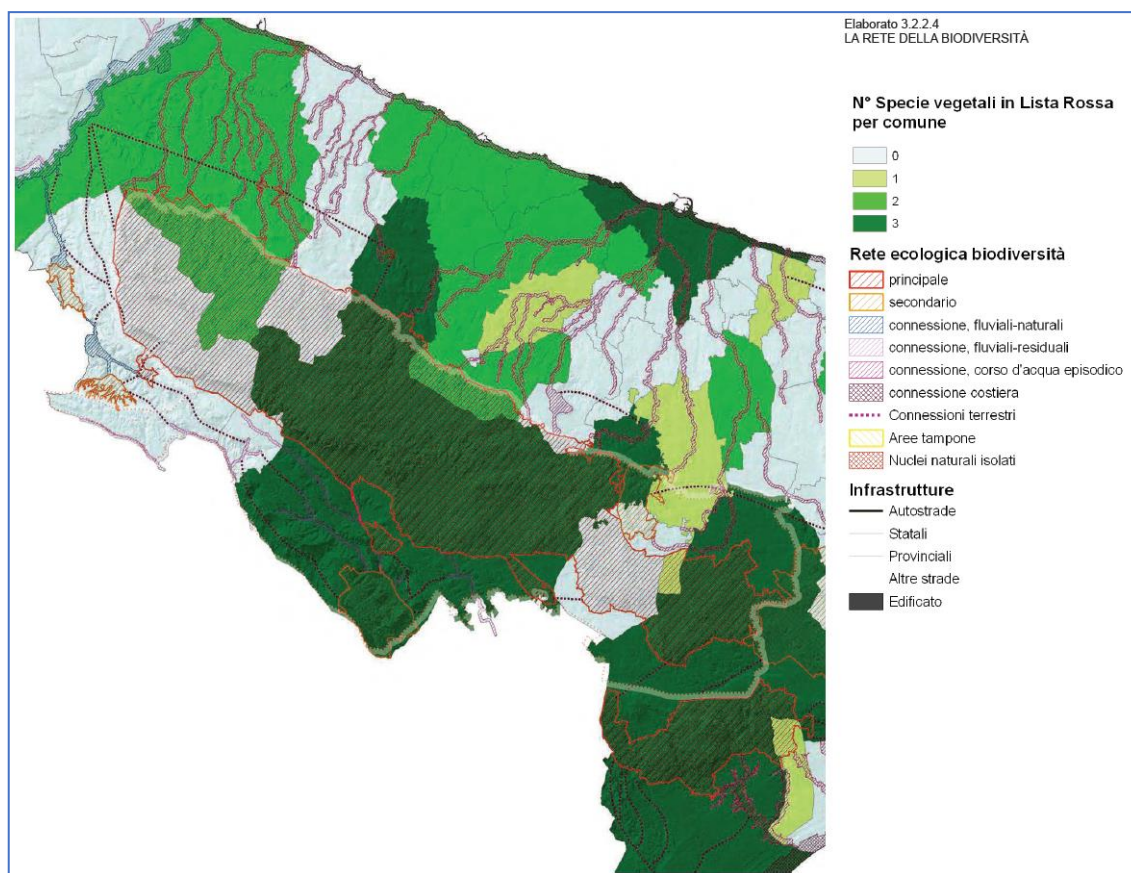 Elaborato 3.2.2.4
LA RETE DELLA BIODIVERSITÀ
N° Specie vegetali in Lista Rossa
per comune
0
1
2
3
Rete ecologica biodiversità
principale
secondario
connessione, fluviali-naturali
connessione, fluviali-residuali
connessione, corso d'acqua episodico
connessione costiera
Connessioni terrestri
Aree tampone
Nuclei naturali isolati
Infrastrutture
Autostrade
Statali
Provinciali
Altre strade
Edificato